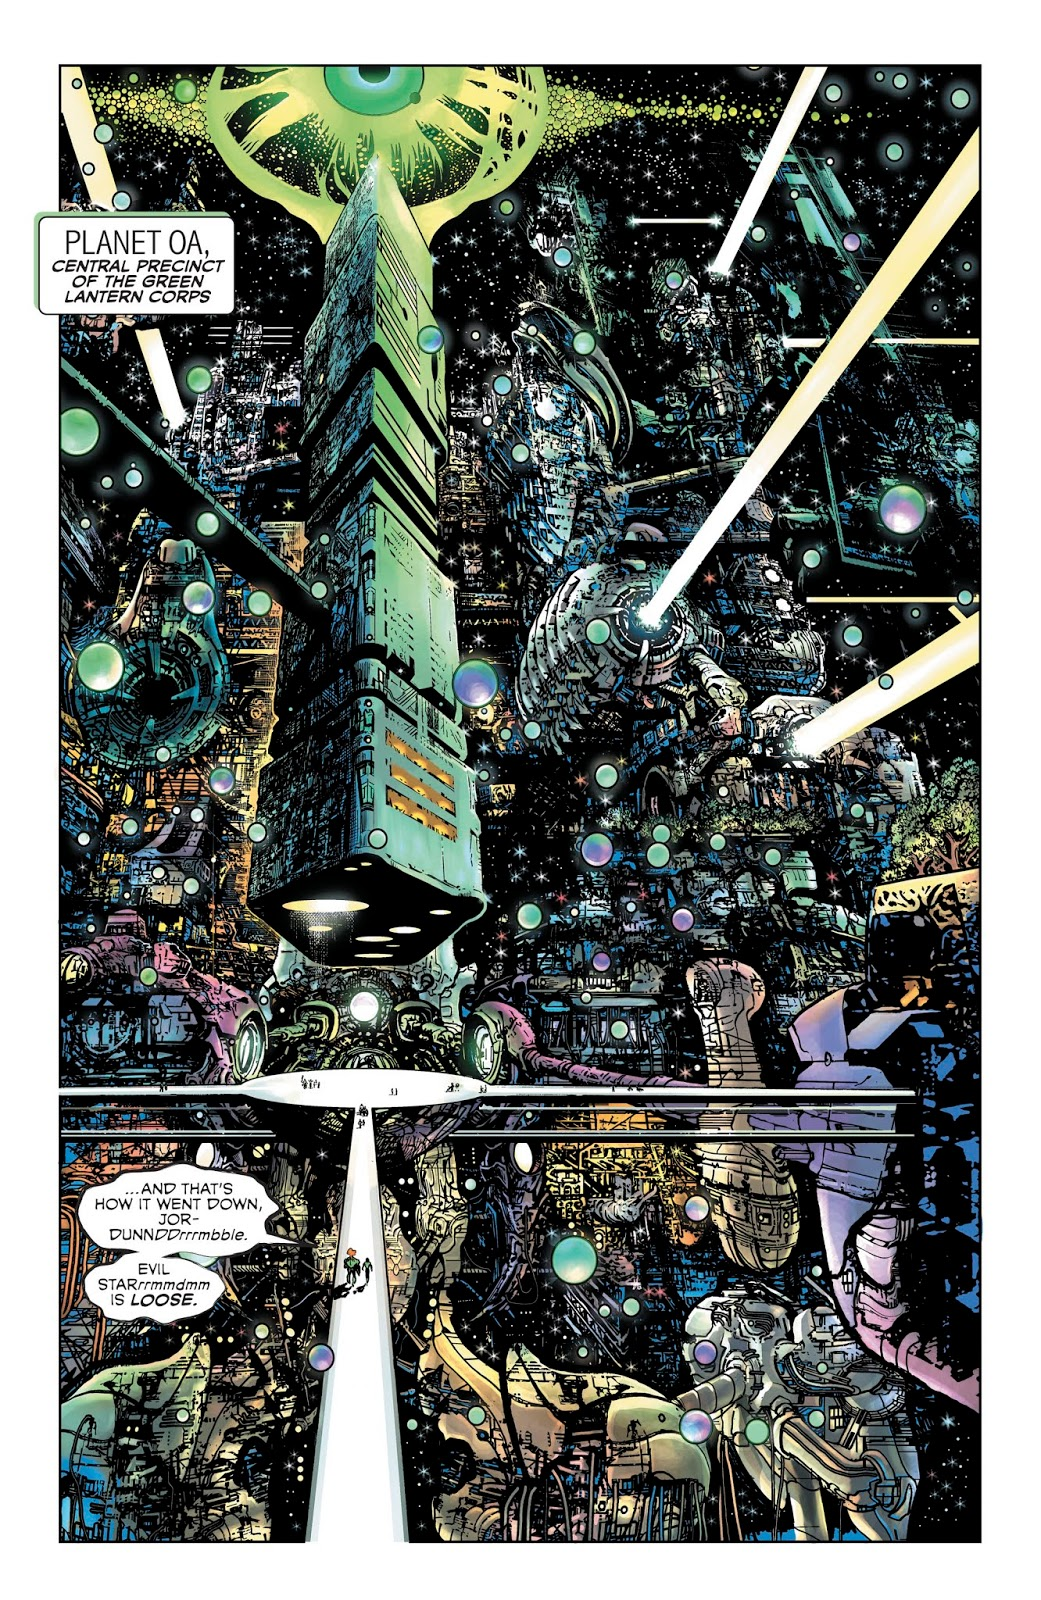 PLANET OA,
CENTRAL PRECINCT
OF THE GREEN
LANTERN CORPS
...AND THAT'S
HOW IT WENT DOWN,
JOR-
DUNNDDrrrmbble.
EVIL
STARrrmmdmm
IS LOOSE.